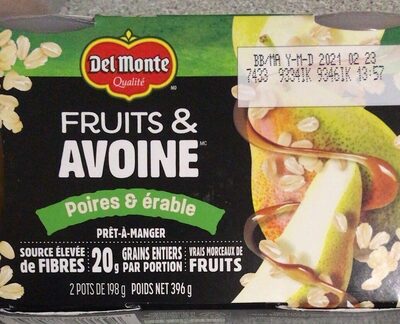 Del Monte
Qualité
MD
BB/MA Y-M-D 2021 02 23
7433 93341K 93461K 13:57
FRUITS &
AVOINE MC
Poires & érable
PRÊT-À-MANGER
SOURCE ÉLEVÉE de FIBRES
20g GRAINS ENTIERS PAR PORTION
VRAIS MORCEAUX DE FRUITS
2 POTS DE 198 g POIDS NET 396 g